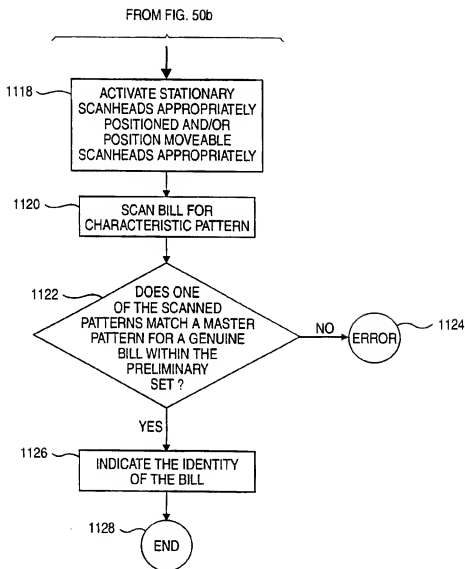 FROM FIG. 50b
1118
ACTIVATE STATIONARY
SCANHEADS APPROPRIATELY
POSITIONED AND/OR
POSITION MOVEABLE
SCANHEADS APPROPRIATELY
1120
SCAN BILL FOR
CHARACTERISTIC PATTERN
1122
DOES ONE
OF THE SCANNED
PATTERNS MATCH A MASTER
PATTERN FOR A GENUINE
BILL WITHIN THE
PRELIMINARY
SET ?
NO
ERROR
1124
YES
1126
INDICATE THE IDENTITY
OF THE BILL
1128
END